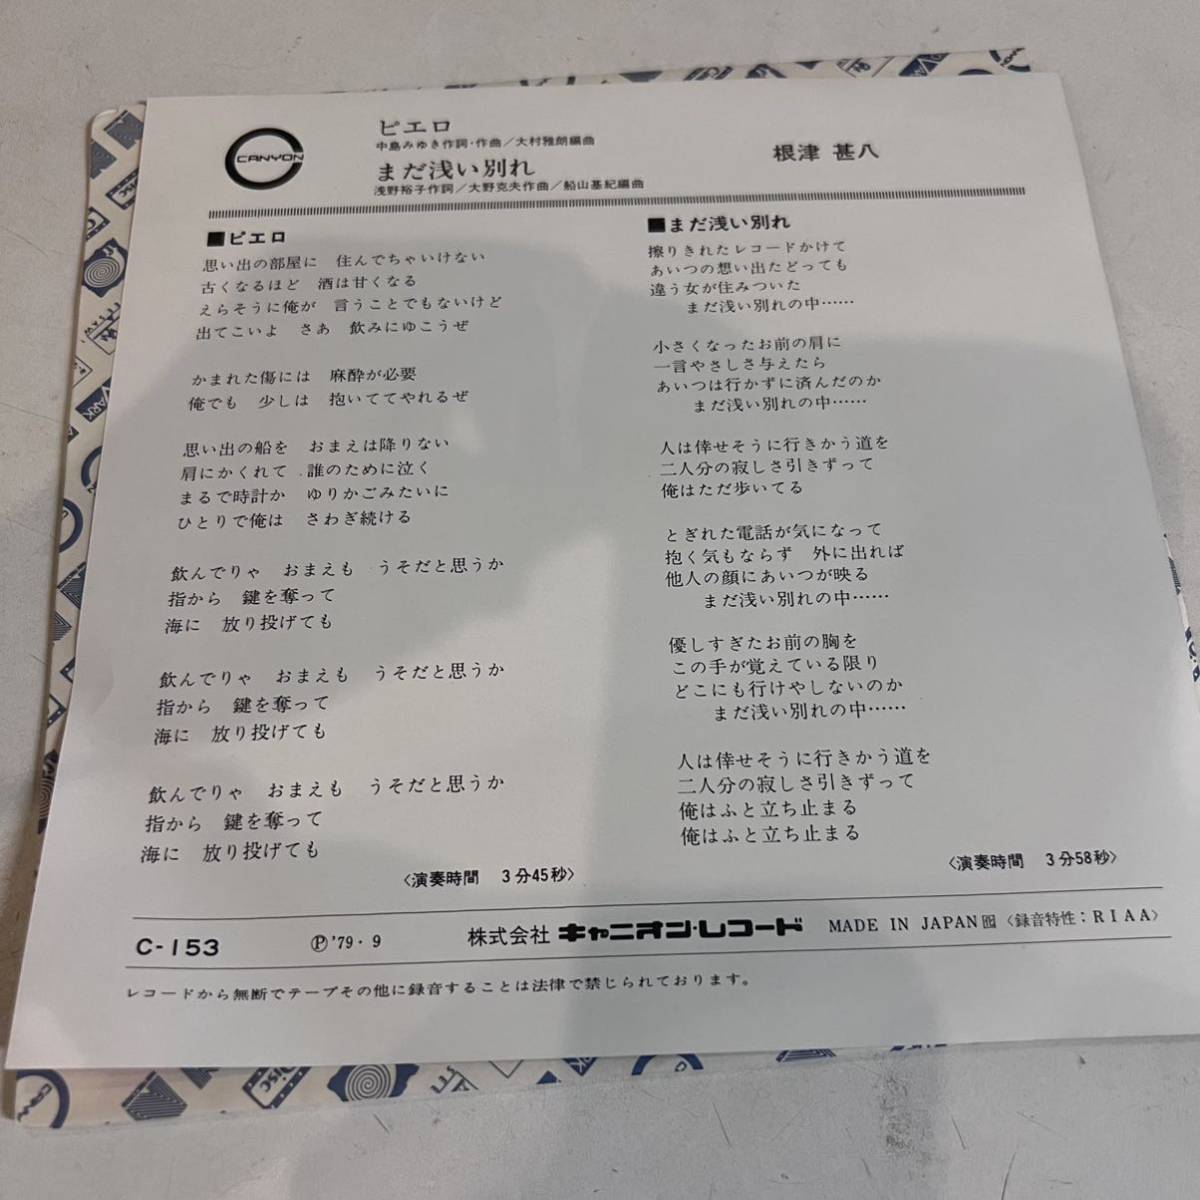 CANYON
ピエロ
中島みゆき作詞・作曲／大村雅朗編曲
まだ浅い別れ
浅野裕子作詞／大野克夫作曲／船山基紀編曲
根津 甚八
■ピエロ
思い出の部屋に 住んでちゃいけない
古くなるほど 酒は甘くなる
えらそうに俺が 言うことでもないけど
出てこいよ さあ 飲みにゆこうぜ
かまれた傷には 麻酔が必要
俺でも 少しは 抱いててやれるぜ
思い出の船を おまえは降りない
肩にかくれて 誰のために泣く
まるで時計か ゆりかごみたいに
ひとりで俺は さわぎ続ける
飲んでりゃ おまえも うそだと思うか
指から 鍵を奪って
海に 放り投げても
飲んでりゃ おまえも うそだと思うか
指から 鍵を奪って
海に 放り投げても
飲んでりゃ おまえも うそだと思うか
指から 鍵を奪って
海に 放り投げても
〈演奏時間 3分45秒〉
■まだ浅い別れ
擦りきれたレコードかけて
あいつの想い出たどっても
違う女が住みついた
まだ浅い別れの中……
小さくなったお前の肩に
一言やさしさ与えたら
あいつは行かずに済んだのか
まだ浅い別れの中……
人は倖せそうに行きかう道を
二人分の寂しさ引きずって
俺はただ歩いてる
とぎれた電話が気になって
抱く気もならず 外に出れば
他人の顔にあいつが映る
まだ浅い別れの中……
優しすぎたお前の胸を
この手が覚えている限り
どこにも行けやしないのか
まだ浅い別れの中……
人は倖せそうに行きかう道を
二人分の寂しさ引きずって
俺はふと立ち止まる
俺はふと立ち止まる
〈演奏時間 3分58秒〉
C-153
Ⓟ'79・9
株式会社 キャニオン・レコード
MADE IN JAPAN 〈録音特性：RIAA〉
レコードから無断でテープその他に録音することは法律で禁じられております。